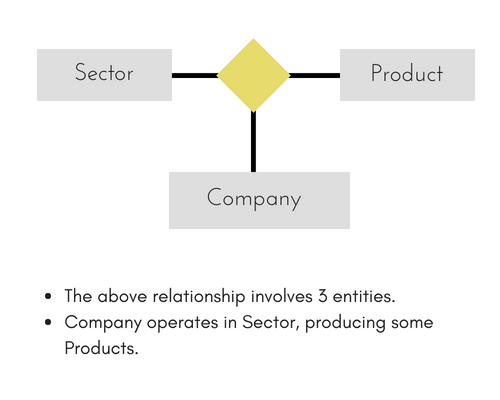 Sector
Product
Company
• The above relationship involves 3 entities.
• Company operates in Sector, producing some
Products.